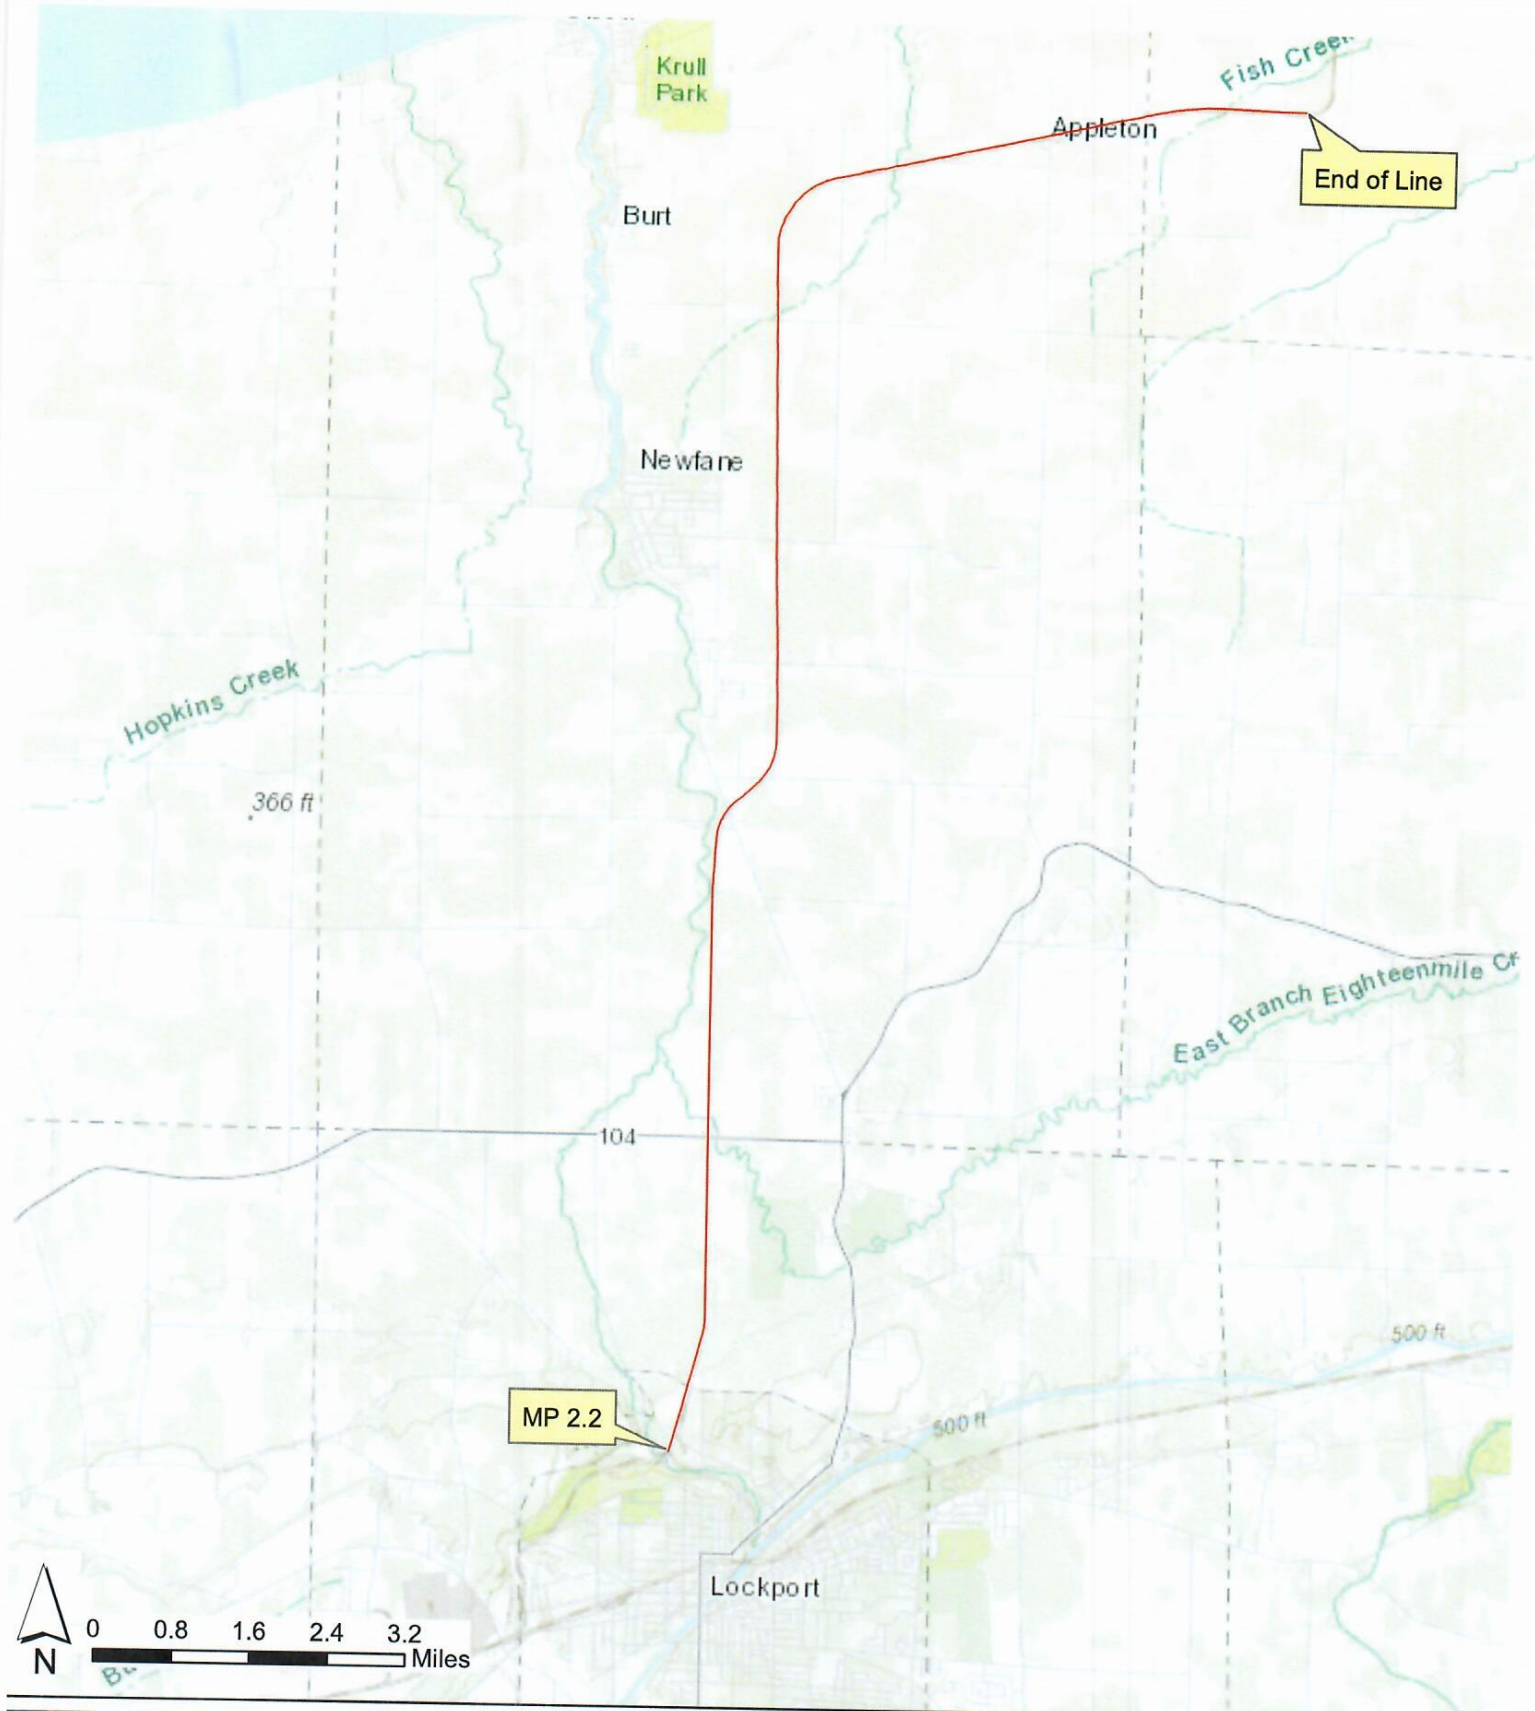 Krull
Park
Fish Creek
Appleton
End of Line
Burt
Newfane
Hopkins Creek
366 ft
East Branch Eighteenmile Cr
104
500 ft
MP 2.2
500 ft
Lockport
0 0.8 1.6 2.4 3.2
Miles
N